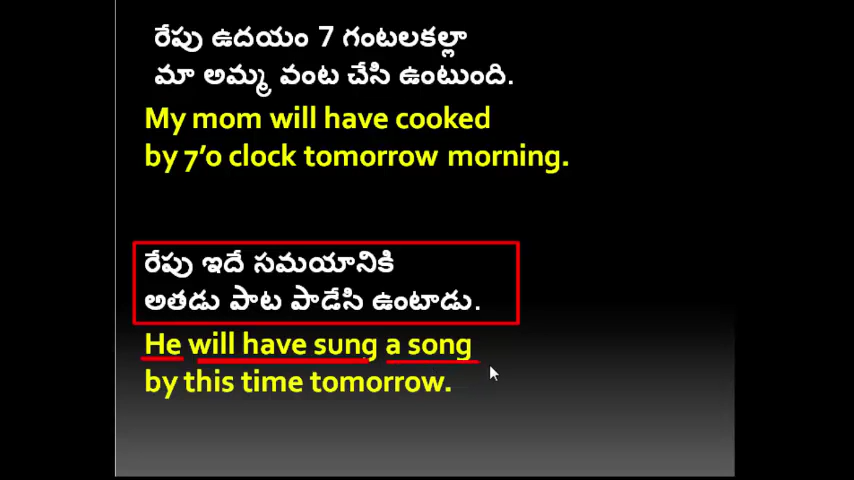 రేపు ఉదయం 7 గంటలకల్లా
మా అమ్మ వంట చేసి ఉంటుంది.
My mom will have cooked
by 7'o clock tomorrow morning.
రేపు ఇదే సమయానికి
అతడు పాట పాడేసి ఉంటాడు.
He will have sung a song
by this time tomorrow.